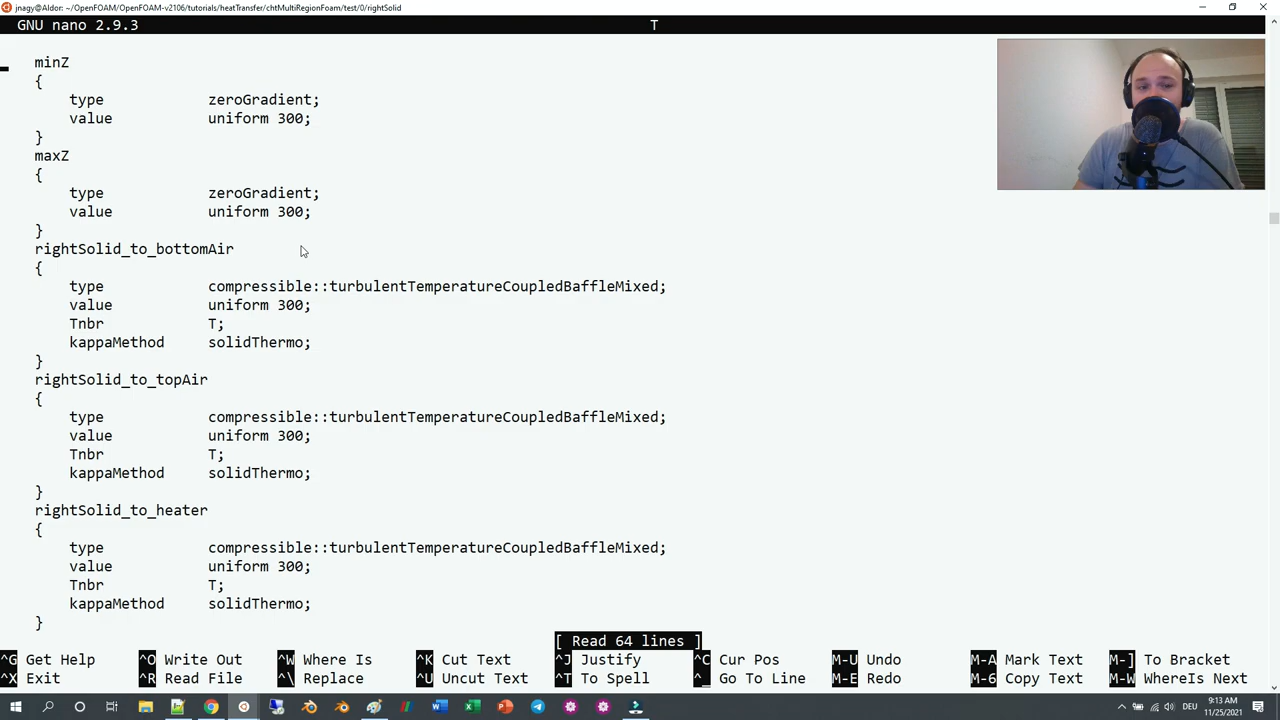 jnagy@Aldor: ~/OpenFOAM/OpenFOAM-v2106/tutorials/heatTransfer/chtMultiRegionFoam/test/0/rightSolid
GNU nano 2.9.3 T
minZ
{
type zeroGradient;
value uniform 300;
}
maxZ
{
type zeroGradient;
value uniform 300;
}
rightSolid_to_bottomAir
{
type compressible::turbulentTemperatureCoupledBaffleMixed;
value uniform 300;
Tnbr T;
kappaMethod solidThermo;
}
rightSolid_to_topAir
{
type compressible::turbulentTemperatureCoupledBaffleMixed;
value uniform 300;
Tnbr T;
kappaMethod solidThermo;
}
rightSolid_to_heater
{
type compressible::turbulentTemperatureCoupledBaffleMixed;
value uniform 300;
Tnbr T;
kappaMethod solidThermo;
}
[ Read 64 lines ]
^G Get Help ^O Write Out ^W Where Is ^K Cut Text ^J Justify ^C Cur Pos M-U Undo M-A Mark Text M-] To Bracket
^X Exit ^R Read File ^\ Replace ^U Uncut Text ^T To Spell ^_ Go To Line M-E Redo M-6 Copy Text M-W WhereIs Next
DEU 9:13 AM
11/25/2021